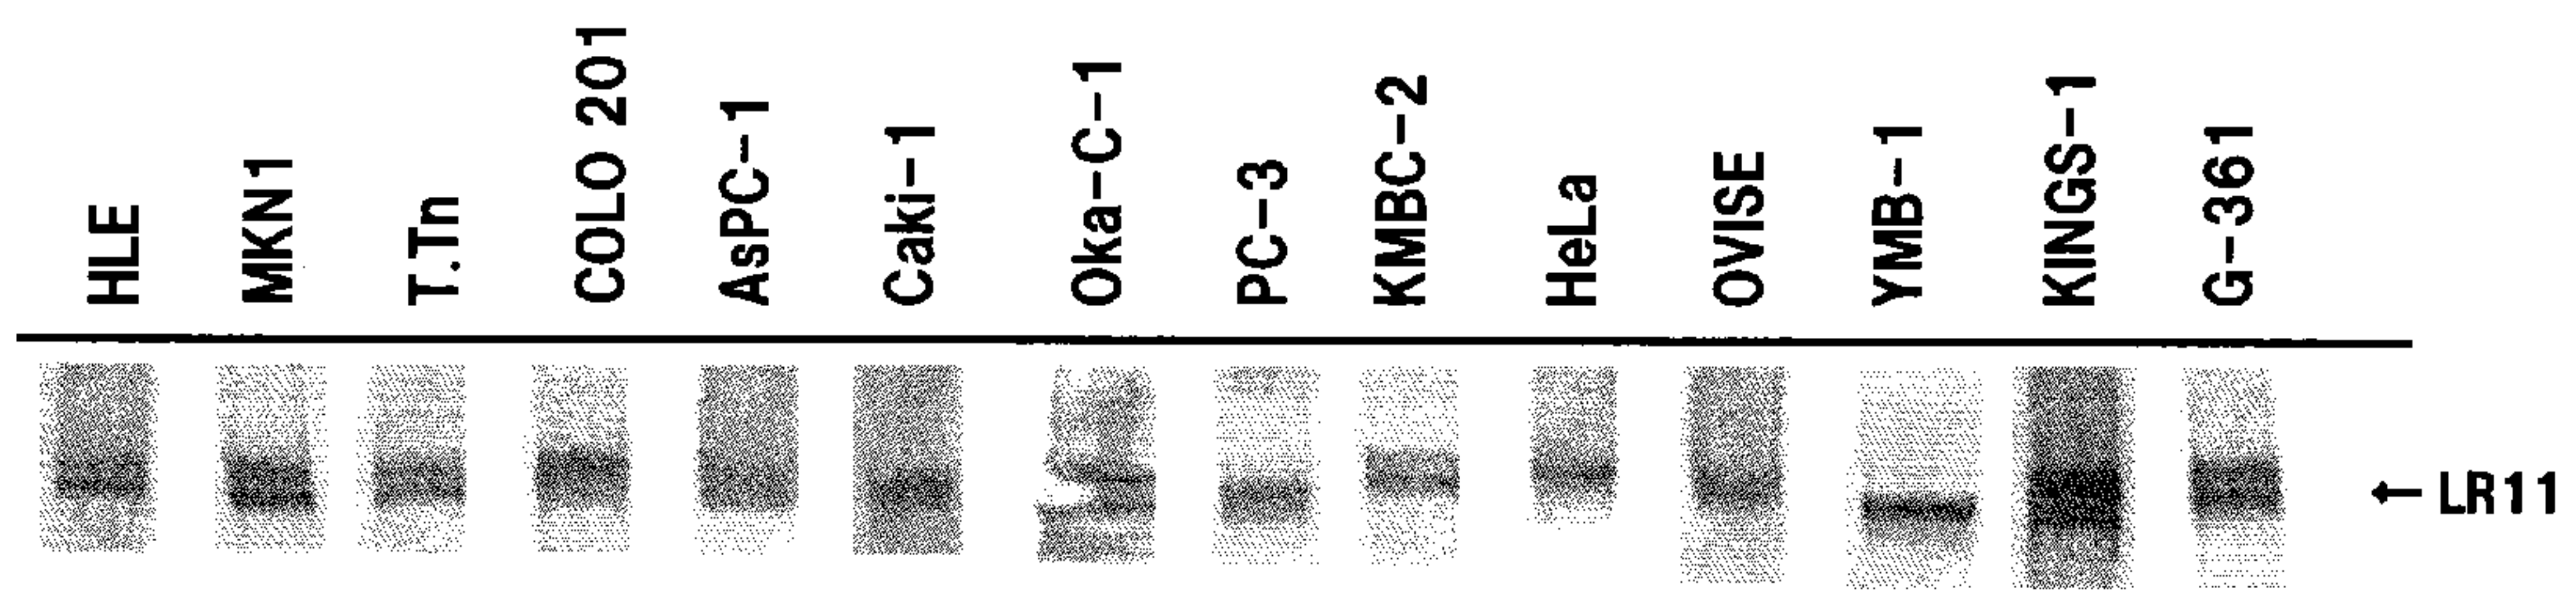 HLE
MKN1
T.Tn
COLO 201
AsPC-1
Caki-1
Oka-C-1
PC-3
KMBC-2
HeLa
OVISE
YMB-1
KINGS-1
G-361
← LR11